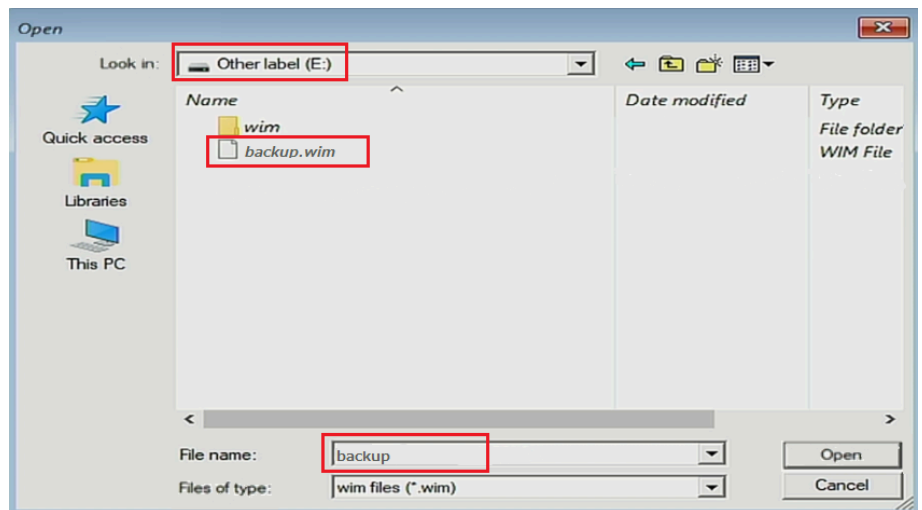 Open
Look in: Other label (E:)
Name Date modified Type
Quick access
wim File folder
backup.wim WIM File
Libraries
This PC
File name: backup Open
Files of type: wim files (*.wim) Cancel